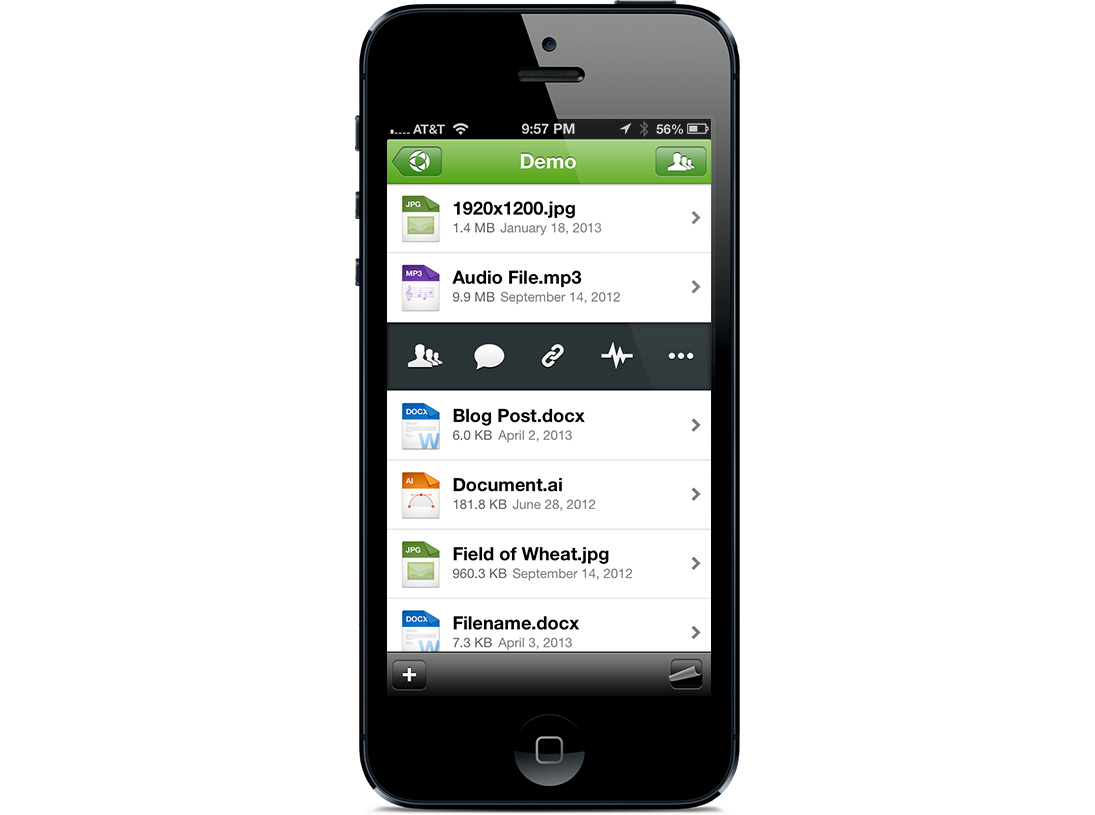 AT&T 9:57 PM 56%
Demo
JPG
1920x1200.jpg
1.4 MB January 18, 2013
MP3
Audio File.mp3
9.9 MB September 14, 2012
DOCX
Blog Post.docx
6.0 KB April 2, 2013
W
AI
Document.ai
181.8 KB June 28, 2012
JPG
Field of Wheat.jpg
960.3 KB September 14, 2012
DOCX
Filename.docx
7.3 KB April 3, 2013
W